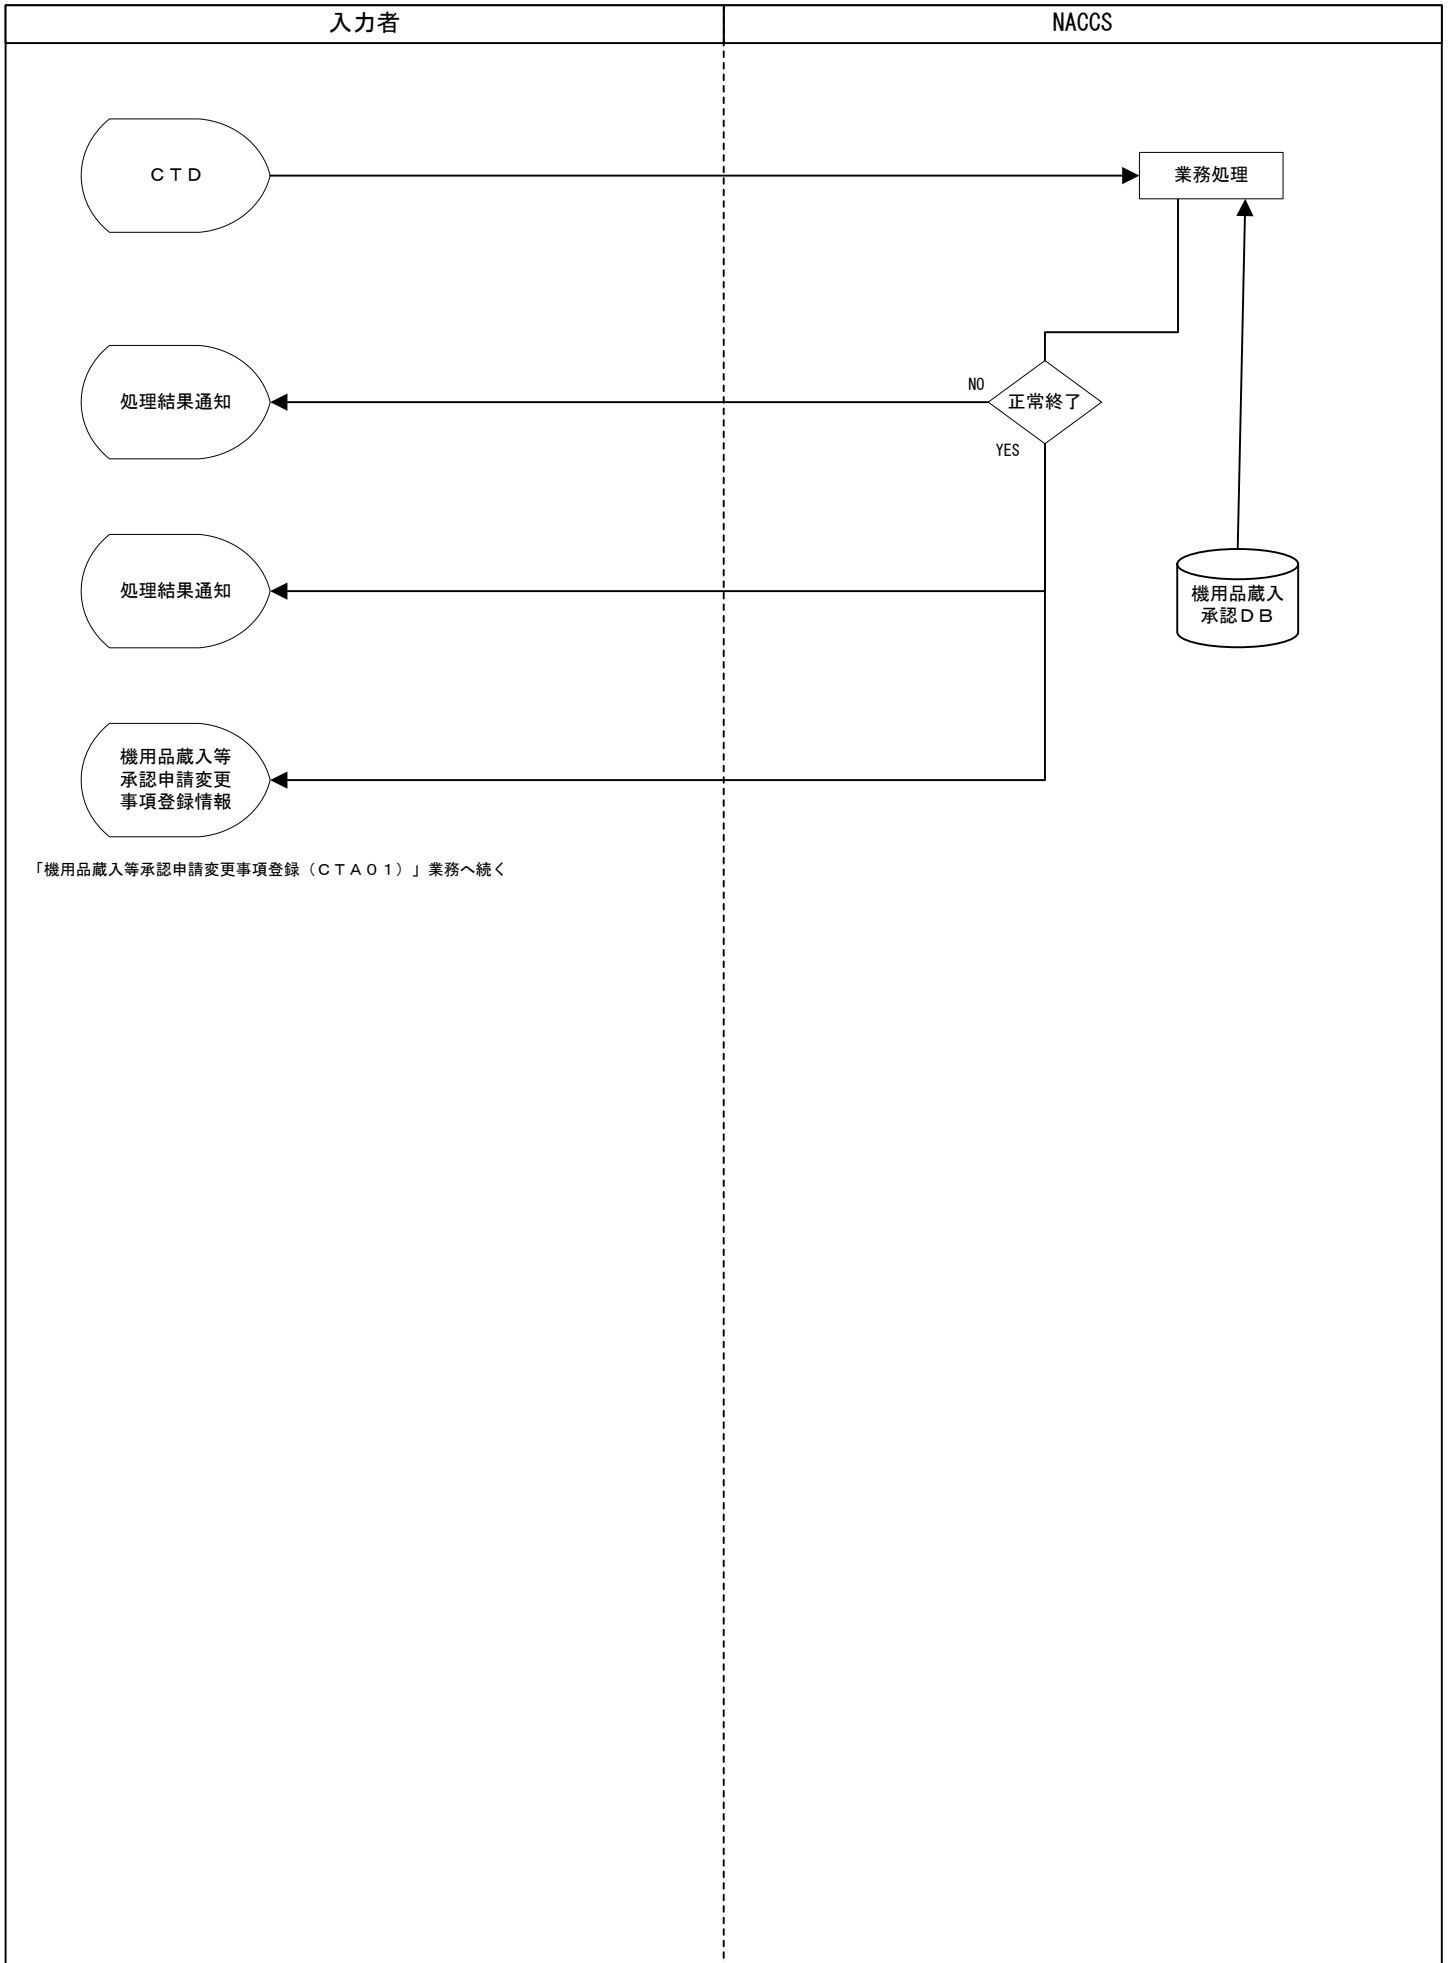 入力者
NACCS
ＣＴＤ
業務処理
処理結果通知
NO
正常終了
YES
処理結果通知
機用品蔵入
承認ＤＢ
機用品蔵入等
承認申請変更
事項登録情報
「機用品蔵入等承認申請変更事項登録（ＣＴＡ０１）」業務へ続く